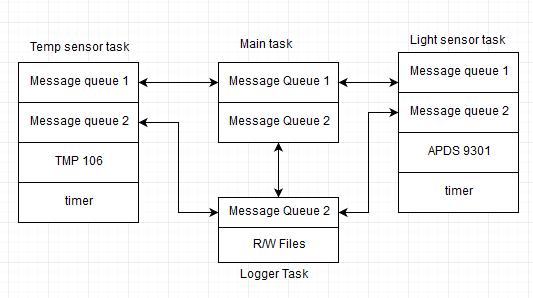 Temp sensor task
Message queue 1
Message queue 2
TMP 106
timer
Main task
Message Queue 1
Message Queue 2
Light sensor task
Message queue 1
Message queue 2
APDS 9301
timer
Message Queue 2
R/W Files
Logger Task